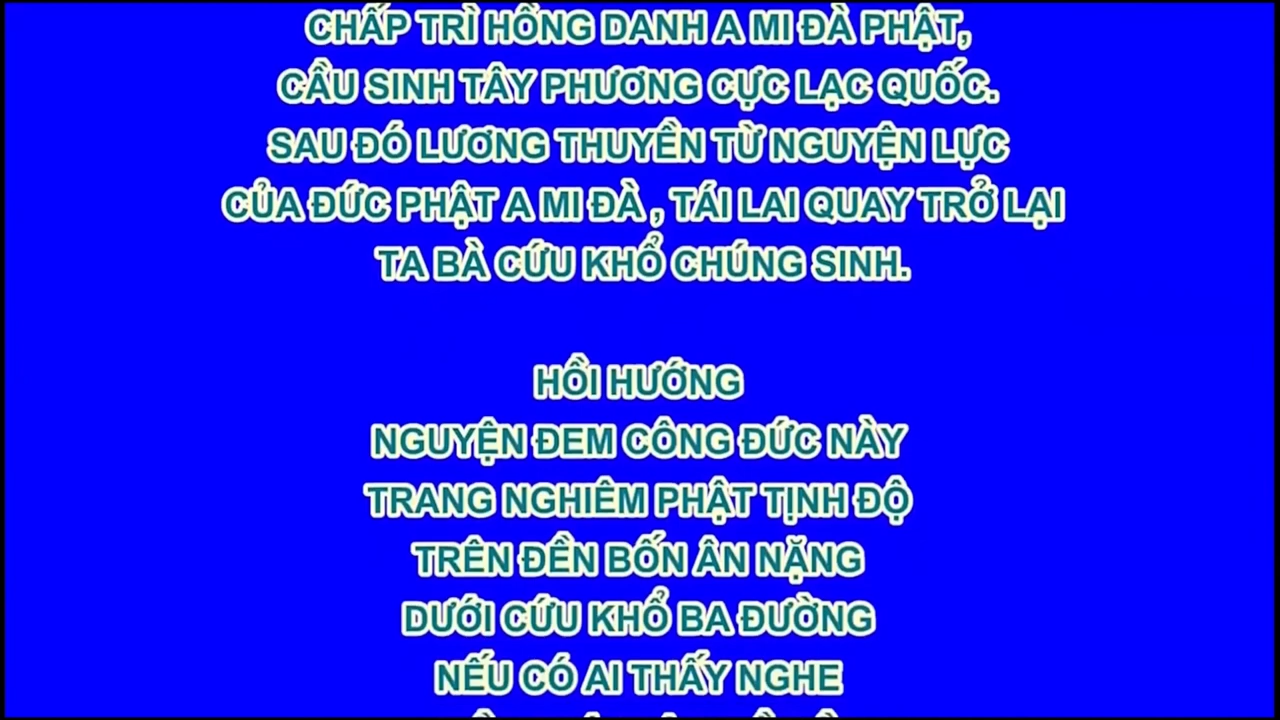 CHẤP TRÌ HỒNG DANH A MI ĐÀ PHẬT,
CẦU SINH TÂY PHƯƠNG CỰC LẠC QUỐC.
SAU ĐÓ LƯƠNG THUYỀN TỪ NGUYỆN LỰC
CỦA ĐỨC PHẬT A MI ĐÀ , TÁI LAI QUAY TRỞ LẠI
TA BÀ CỨU KHỔ CHÚNG SINH.
HỒI HƯỚNG
NGUYỆN ĐEM CÔNG ĐỨC NÀY
TRANG NGHIÊM PHẬT TỊNH ĐỘ
TRÊN ĐỀN BỐN ÂN NẶNG
DƯỚI CỨU KHỔ BA ĐƯỜNG
NẾU CÓ AI THẤY NGHE